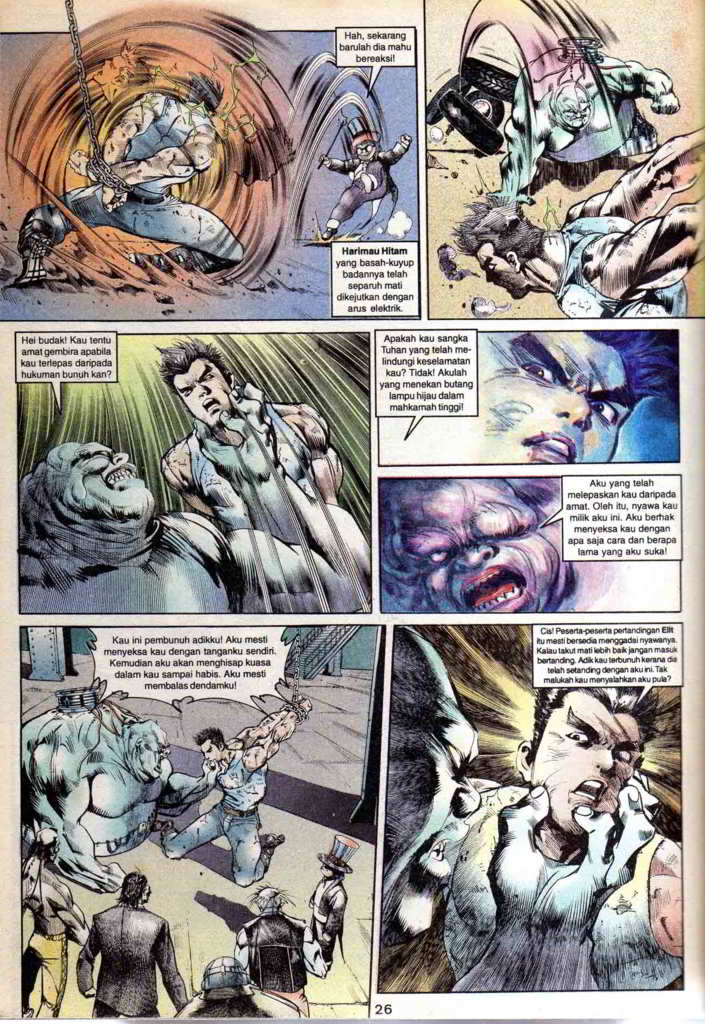 Hah, sekarang
barulah dia mahu
bereaksi!
Harimau Hitam
yang basah-kuyup
badannya telah
separuh mati
dikejutkan dengan
arus elektrik.
Hei budak! Kau tentu
amat gembira apabila
kau terlepas daripada
hukuman bunuh kan?
Apakah kau sangka
Tuhan yang telah me-
lindungi keselamatan
kau? Tidak! Akulah
yang menekan butang
lampu hijau dalam
mahkamah tinggi!
Aku yang telah
melepaskan kau daripada
amat. Oleh itu, nyawa kau
milik aku ini. Aku berhak
menyeksa kau dengan
apa saja cara dan berapa
lama yang aku suka!
Kau ini pembunuh adikku! Aku mesti
menyeksa kau dengan tanganku sendiri.
Kemudian aku akan menghisap kuasa
dalam kau sampai habis. Aku mesti
membalas dendamku!
Cis! Peserta-peserta pertandingan Elit
itu mesti bersedia menggadai nyawanya.
Kalau takut mati lebih baik jangan masuk
bertanding. Adik kau terbunuh kerana dia
telah setanding dengan aku ini. Tak
malukah kau menyalahkan aku pula?
26